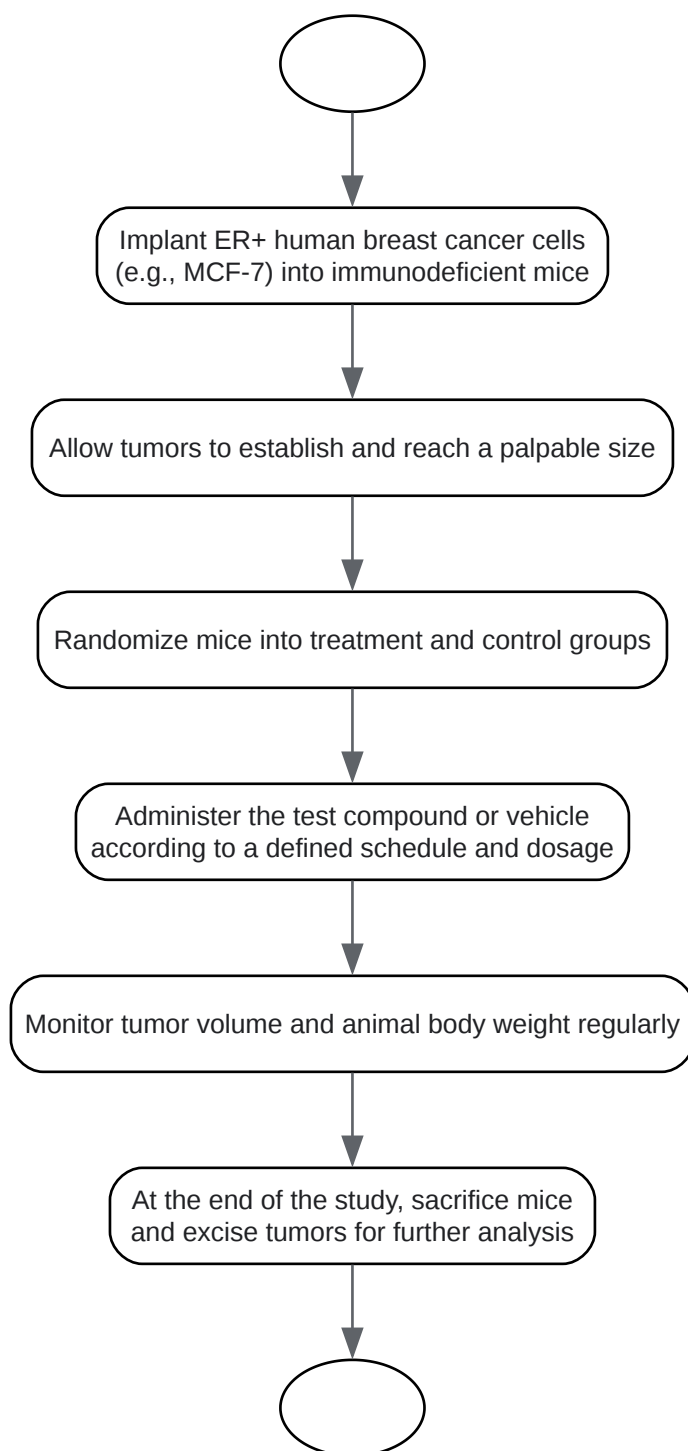 Implant ER+ human breast cancer cells
(e.g., MCF-7) into immunodeficient mice
Allow tumors to establish and reach a palpable size
Randomize mice into treatment and control groups
Administer the test compound or vehicle
according to a defined schedule and dosage
Monitor tumor volume and animal body weight regularly
At the end of the study, sacrifice mice
and excise tumors for further analysis